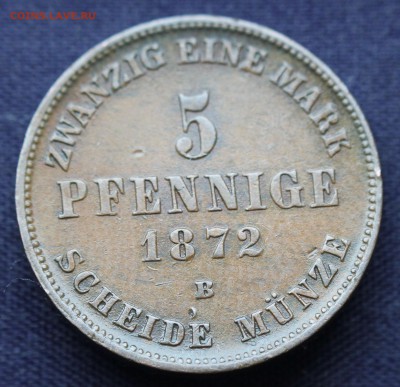 ZWANZIG EINE MARK
5
PFENNIGE
1872
B
SCHEIDE MÜNZE